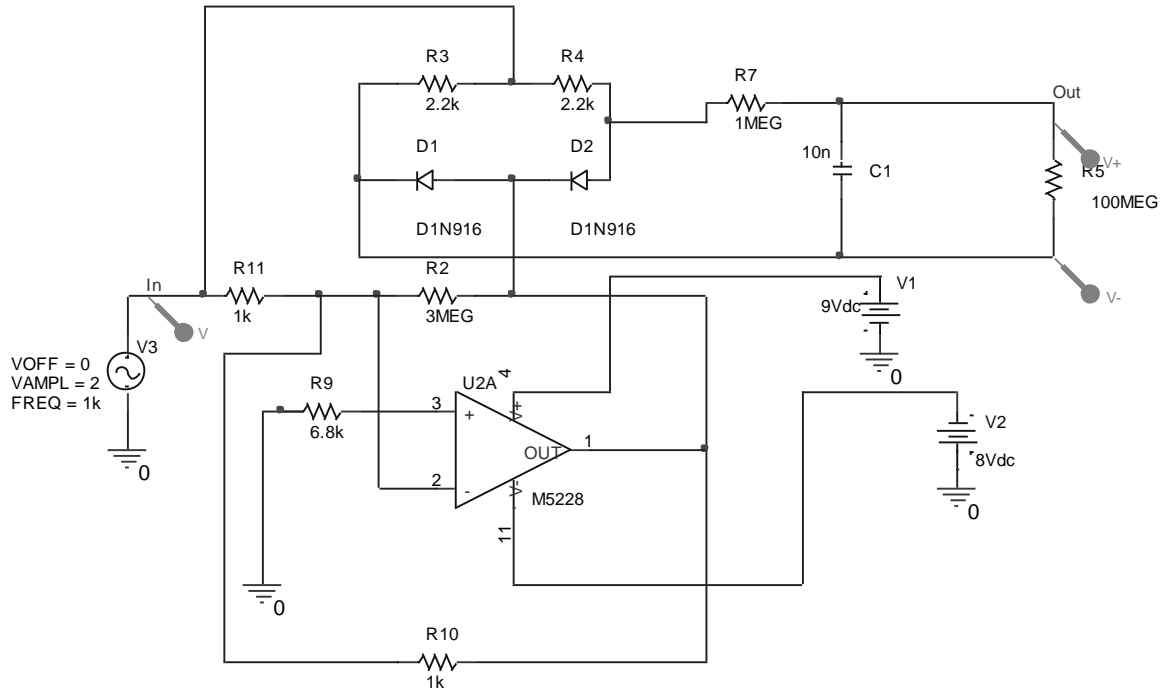 R3
2.2k
R4
2.2k
R7
1MEG
Out
V+
D1
D2
10n
C1
R5
100MEG
D1N916
D1N916
In
R11
1k
R2
3MEG
V-
V1
9Vdc
V
V3
VOFF = 0
VAMPL = 2
FREQ = 1k
0
R9
6.8k
U2A
4
V+
3
+
OUT
1
2
-
V-
M5228
11
0
V2
8Vdc
0
0
R10
1k